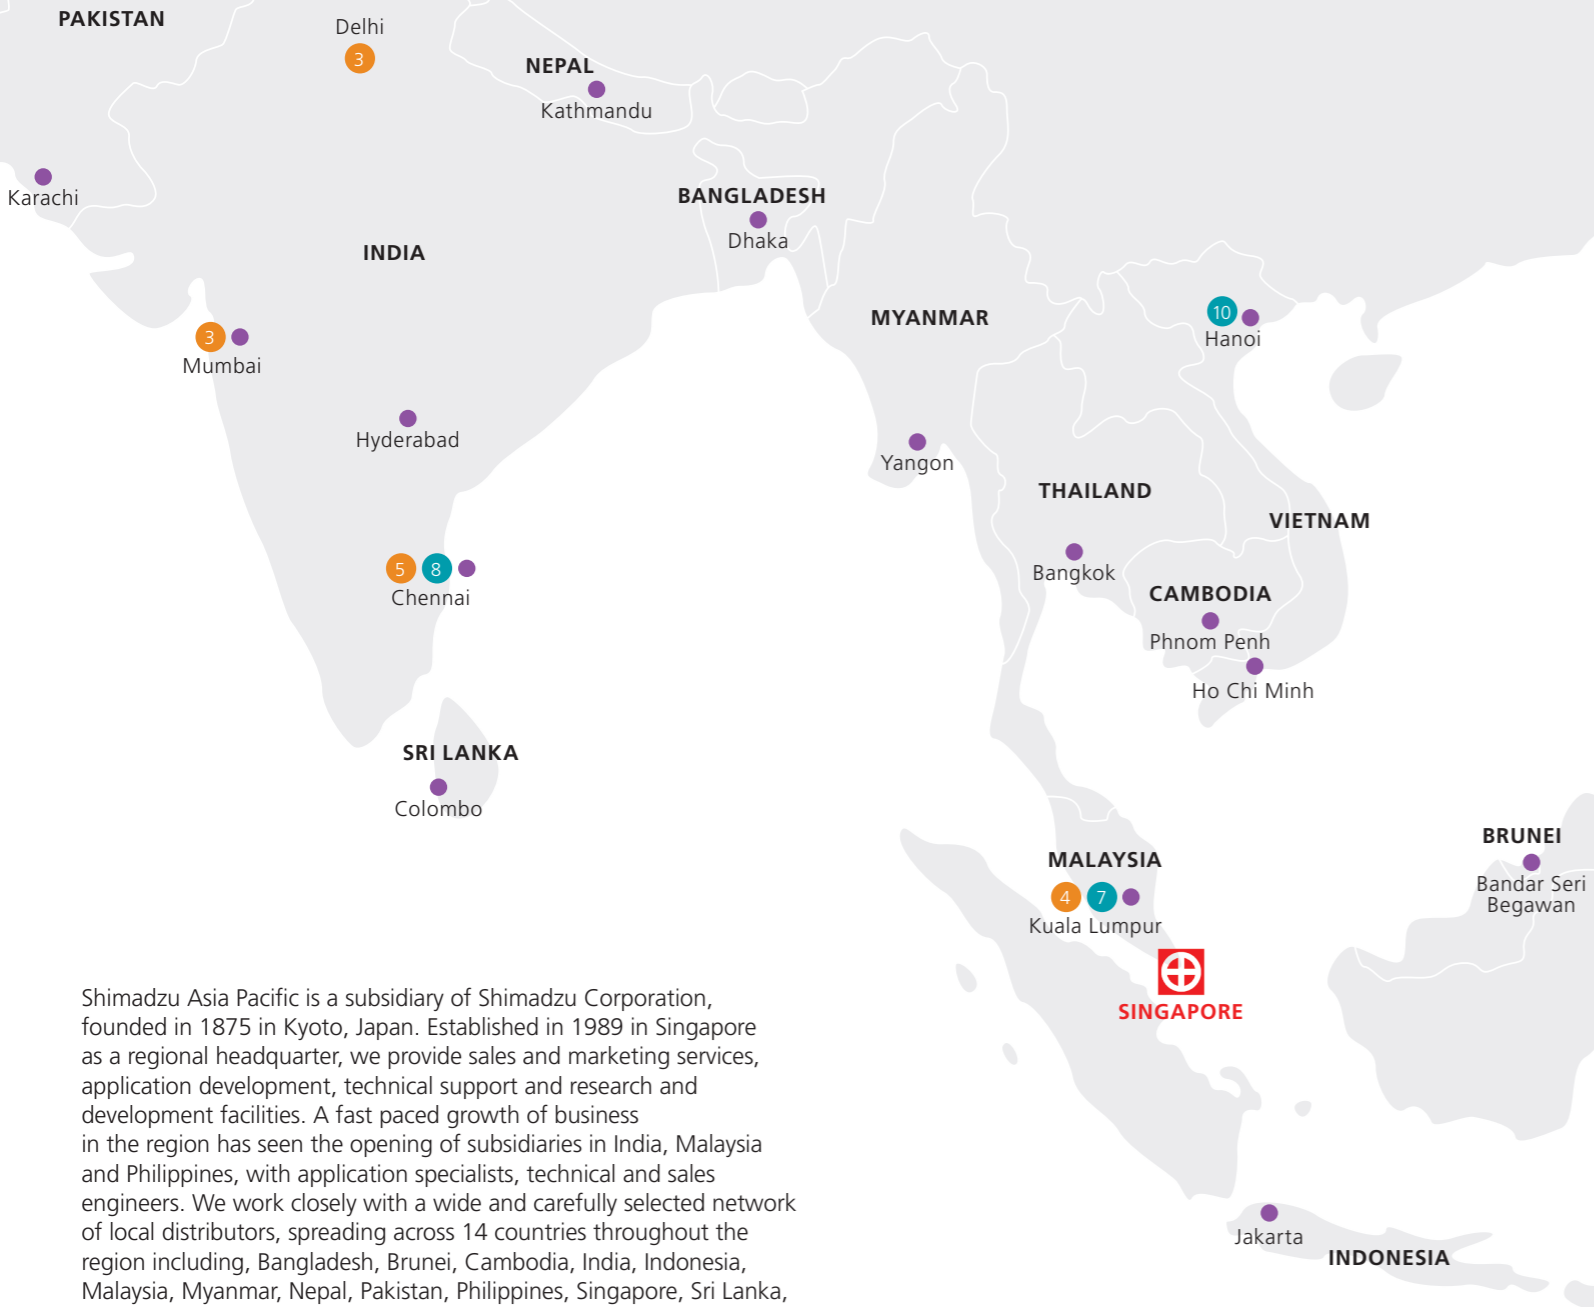 PAKISTAN
Delhi
3
NEPAL
Kathmandu
Karachi
BANGLADESH
Dhaka
INDIA
10
Hanoi
MYANMAR
3
Mumbai
Hyderabad
Yangon
THAILAND
VIETNAM
Bangkok
5 8
Chennai
CAMBODIA
Phnom Penh
Ho Chi Minh
SRI LANKA
Colombo
BRUNEI
Bandar Seri
Begawan
MALAYSIA
4 7
Kuala Lumpur
SINGAPORE
Shimadzu Asia Pacific is a subsidiary of Shimadzu Corporation,
founded in 1875 in Kyoto, Japan. Established in 1989 in Singapore
as a regional headquarter, we provide sales and marketing services,
application development, technical support and research and
development facilities. A fast paced growth of business
in the region has seen the opening of subsidiaries in India, Malaysia
and Philippines, with application specialists, technical and sales
engineers. We work closely with a wide and carefully selected network
of local distributors, spreading across 14 countries throughout the
region including, Bangladesh, Brunei, Cambodia, India, Indonesia,
Malaysia, Myanmar, Nepal, Pakistan, Philippines, Singapore, Sri Lanka,
Jakarta
INDONESIA